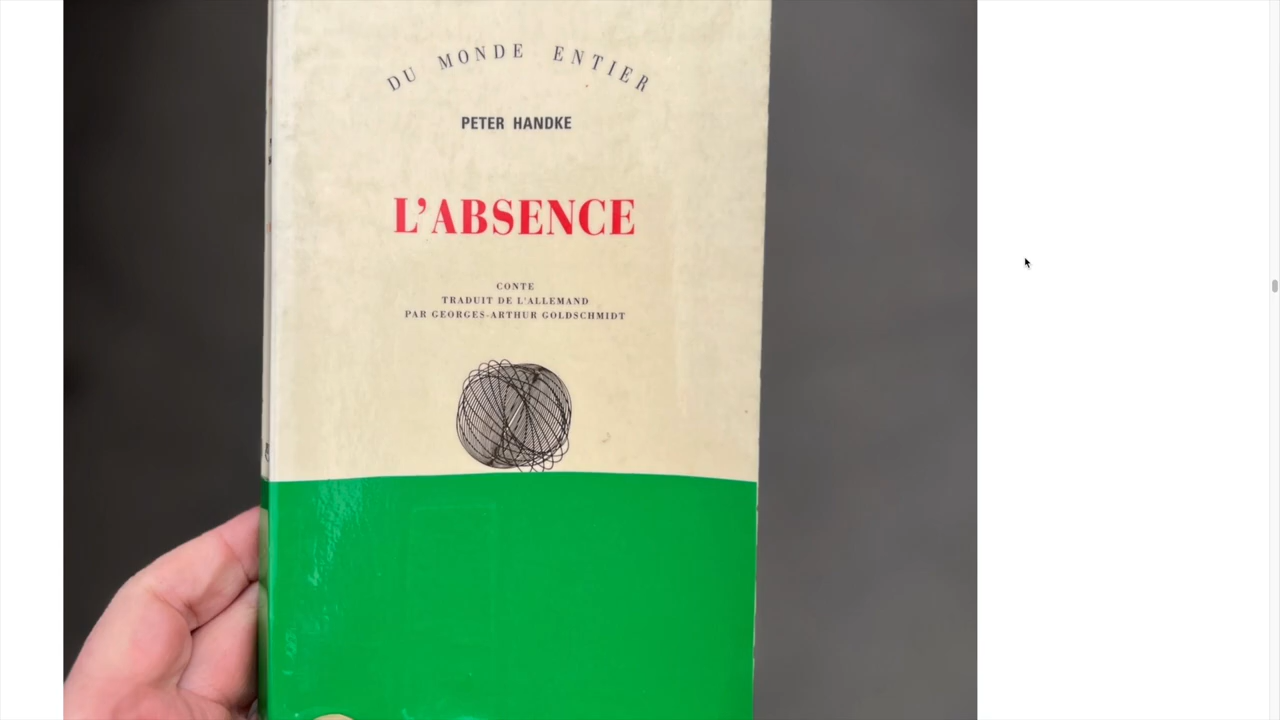 DU MONDE ENTIER
PETER HANDKE
L'ABSENCE
CONTE
TRADUIT DE L'ALLEMAND
PAR GEORGES-ARTHUR GOLDSCHMIDT